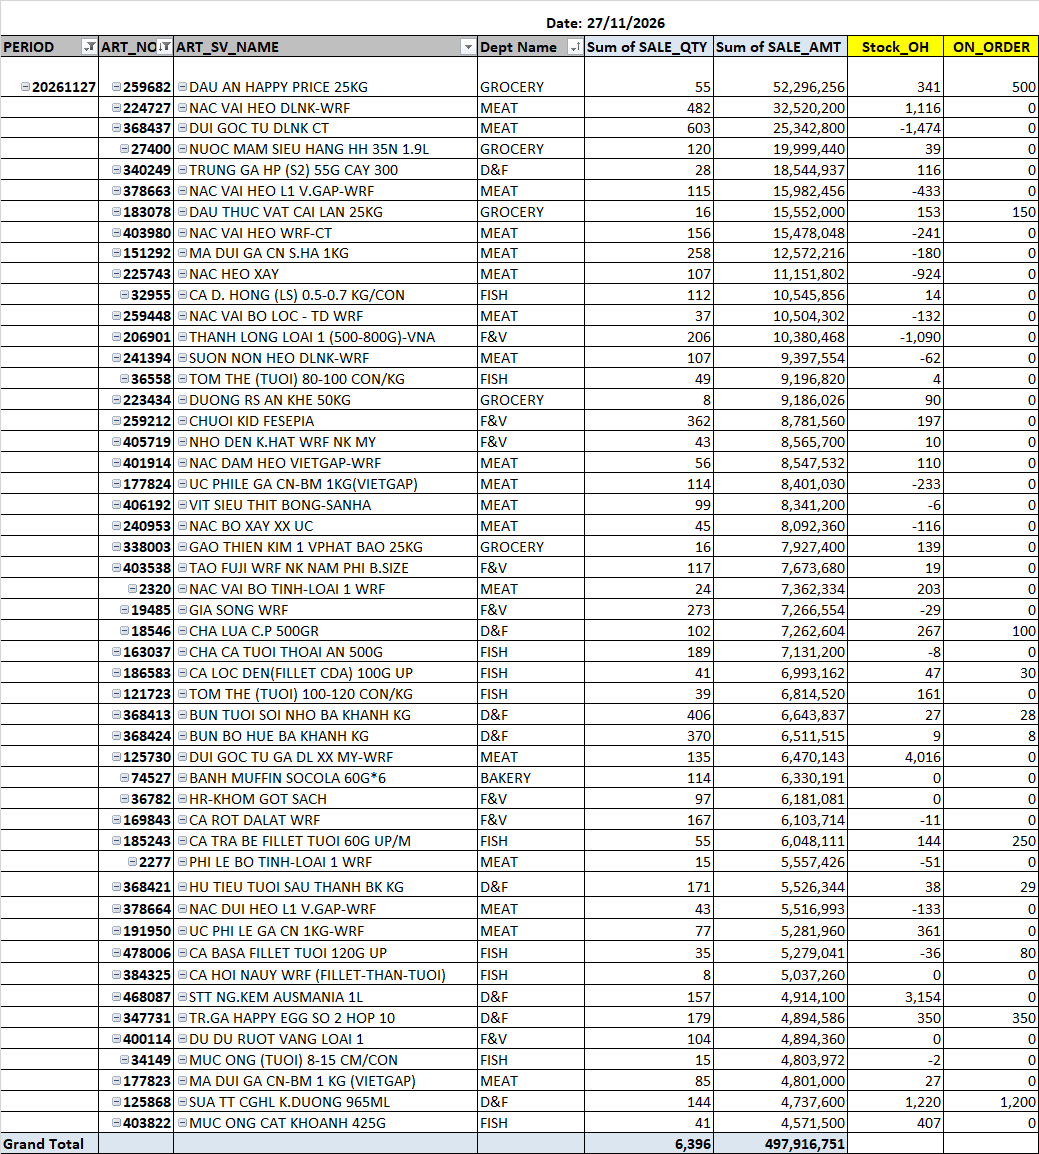 Date: 27/11/2026
PERIOD ART_NO ART_SV_NAME Dept Name Sum of SALE_QTY Sum of SALE_AMT Stock_OH ON_ORDER
20261127 259682 DAU AN HAPPY PRICE 25KG GROCERY 55 52,296,256 341 500
224727 NAC VAI HEO DLNK-WRF MEAT 482 32,520,200 1,116 0
368437 DUI GOC TU DLNK CT MEAT 603 25,342,800 -1,474 0
27400 NUOC MAM SIEU HANG HH 35N 1.9L GROCERY 120 19,999,440 39 0
340249 TRUNG GA HP (S2) 55G CAY 300 D&F 28 18,544,937 116 0
378663 NAC VAI HEO L1 V.GAP-WRF MEAT 115 15,982,456 -433 0
183078 DAU THUC VAT CAI LAN 25KG GROCERY 16 15,552,000 153 150
403980 NAC VAI HEO WRF-CT MEAT 156 15,478,048 -241 0
151292 MA DUI GA CN S.HA 1KG MEAT 258 12,572,216 -180 0
225743 NAC HEO XAY MEAT 107 11,151,802 -924 0
32955 CA D. HONG (LS) 0.5-0.7 KG/CON FISH 112 10,545,856 14 0
259448 NAC VAI BO LOC - TD WRF MEAT 37 10,504,302 -132 0
206901 THANH LONG LOAI 1 (500-800G)-VNA F&V 206 10,380,468 -1,090 0
241394 SUON NON HEO DLNK-WRF MEAT 107 9,397,554 -62 0
36558 TOM THE (TUOI) 80-100 CON/KG FISH 49 9,196,820 4 0
223434 DUONG RS AN KHE 50KG GROCERY 8 9,186,026 90 0
259212 CHUOI KID FESEPIA F&V 362 8,781,560 197 0
405719 NHO DEN K.HAT WRF NK MY F&V 43 8,565,700 10 0
401914 NAC DAM HEO VIETGAP-WRF MEAT 56 8,547,532 110 0
177824 UC PHILE GA CN-BM 1KG(VIETGAP) MEAT 114 8,401,030 -233 0
406192 VIT SIEU THIT BONG-SANHA MEAT 99 8,341,200 -6 0
240953 NAC BO XAY XX UC MEAT 45 8,092,360 -116 0
338003 GAO THIEN KIM 1 VPHAT BAO 25KG GROCERY 16 7,927,400 139 0
403538 TAO FUJI WRF NK NAM PHI B.SIZE F&V 117 7,673,680 19 0
2320 NAC VAI BO TINH-LOAI 1 WRF MEAT 24 7,362,334 203 0
19485 GIA SONG WRF F&V 273 7,266,554 -29 0
18546 CHA LUA C.P 500GR D&F 102 7,262,604 267 100
163037 CHA CA TUOI THOAI AN 500G FISH 189 7,131,200 -8 0
186583 CA LOC DEN(FILLET CDA) 100G UP FISH 41 6,993,162 47 30
121723 TOM THE (TUOI) 100-120 CON/KG FISH 39 6,814,520 161 0
368413 BUN TUOI SOI NHO BA KHANH KG D&F 406 6,643,837 27 28
368424 BUN BO HUE BA KHANH KG D&F 370 6,511,515 9 8
125730 DUI GOC TU GA DL XX MY-WRF MEAT 135 6,470,143 4,016 0
74527 BANH MUFFIN SOCOLA 60G*6 BAKERY 114 6,330,191 0 0
36782 HR-KHOM GOT SACH F&V 97 6,181,081 0 0
169843 CA ROT DALAT WRF F&V 167 6,103,714 -11 0
185243 CA TRA BE FILLET TUOI 60G UP/M FISH 55 6,048,111 144 250
2277 PHI LE BO TINH-LOAI 1 WRF MEAT 15 5,557,426 -51 0
368421 HU TIEU TUOI SAU THANH BK KG D&F 171 5,526,344 38 29
378664 NAC DUI HEO L1 V.GAP-WRF MEAT 43 5,516,993 -133 0
191950 UC PHI LE GA CN 1KG-WRF MEAT 77 5,281,960 361 0
478006 CA BASA FILLET TUOI 120G UP FISH 35 5,279,041 -36 80
384325 CA HOI NAUY WRF (FILLET-THAN-TUOI) FISH 8 5,037,260 0 0
468087 STT NG.KEM AUSMANIA 1L D&F 157 4,914,100 3,154 0
347731 TR.GA HAPPY EGG SO 2 HOP 10 D&F 179 4,894,586 350 350
400114 DU DU RUOT VANG LOAI 1 F&V 104 4,894,360 0 0
34149 MUC ONG (TUOI) 8-15 CM/CON FISH 15 4,803,972 -2 0
177823 MA DUI GA CN-BM 1 KG (VIETGAP) MEAT 85 4,801,000 27 0
125868 SUA TT CGHL K.DUONG 965ML D&F 144 4,737,600 1,220 1,200
403822 MUC ONG CAT KHOANH 425G FISH 41 4,571,500 407 0
Grand Total 6,396 497,916,751